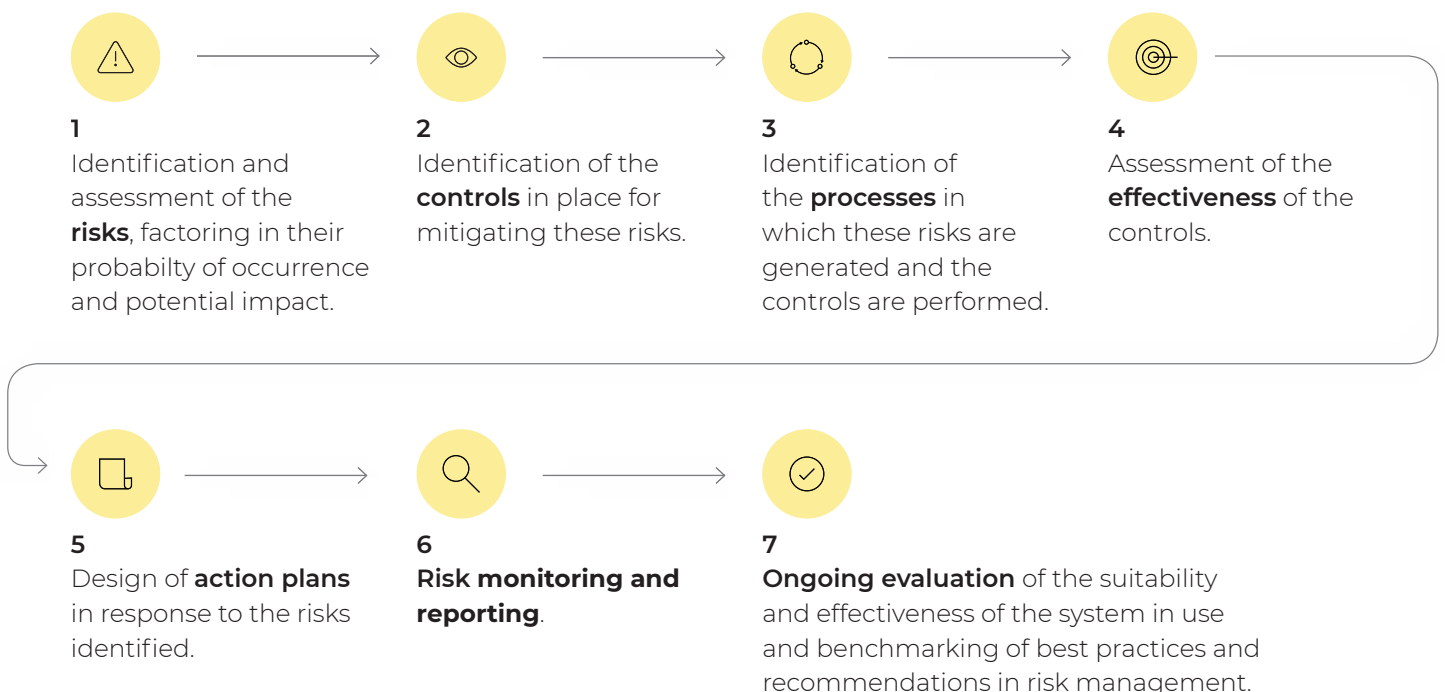 1
Identification and
assessment of the
risks, factoring in their
probabilty of occurrence
and potential impact.
2
Identification of the
controls in place for
mitigating these risks.
3
Identification of
the processes in
which these risks are
generated and the
controls are performed.
4
Assessment of the
effectiveness of the
controls.
5
Design of action plans
in response to the risks
identified.
6
Risk monitoring and
reporting.
7
Ongoing evaluation of the suitability
and effectiveness of the system in use
and benchmarking of best practices and
recommendations in risk management.